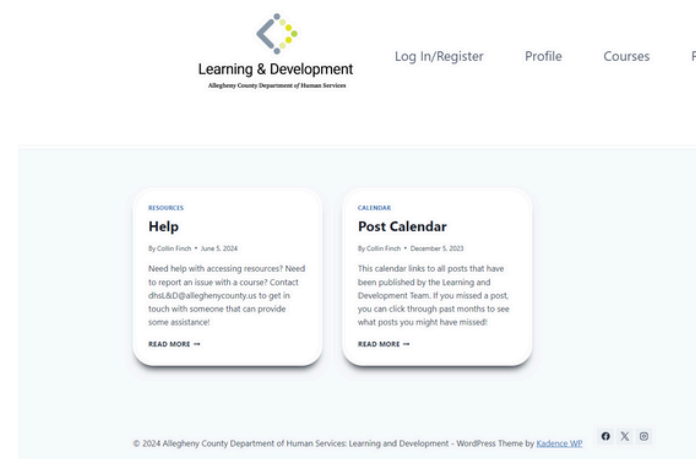 Learning & Development
Allegheny County Department of Human Services
Log In/Register Profile Courses
RESOURCES
Help
By Collin Finch • June 5, 2024
Need help with accessing resources? Need
to report an issue with a course? Contact
dhsL&D@alleghenycounty.us to get in
touch with someone that can provide
some assistance!
READ MORE →
CALENDAR
Post Calendar
By Collin Finch • December 5, 2023
This calendar links to all posts that have
been published by the Learning and
Development Team. If you missed a post,
you can click through past months to see
what posts you might have missed!
READ MORE →
© 2024 Allegheny County Department of Human Services: Learning and Development - WordPress Theme by Kadence WP